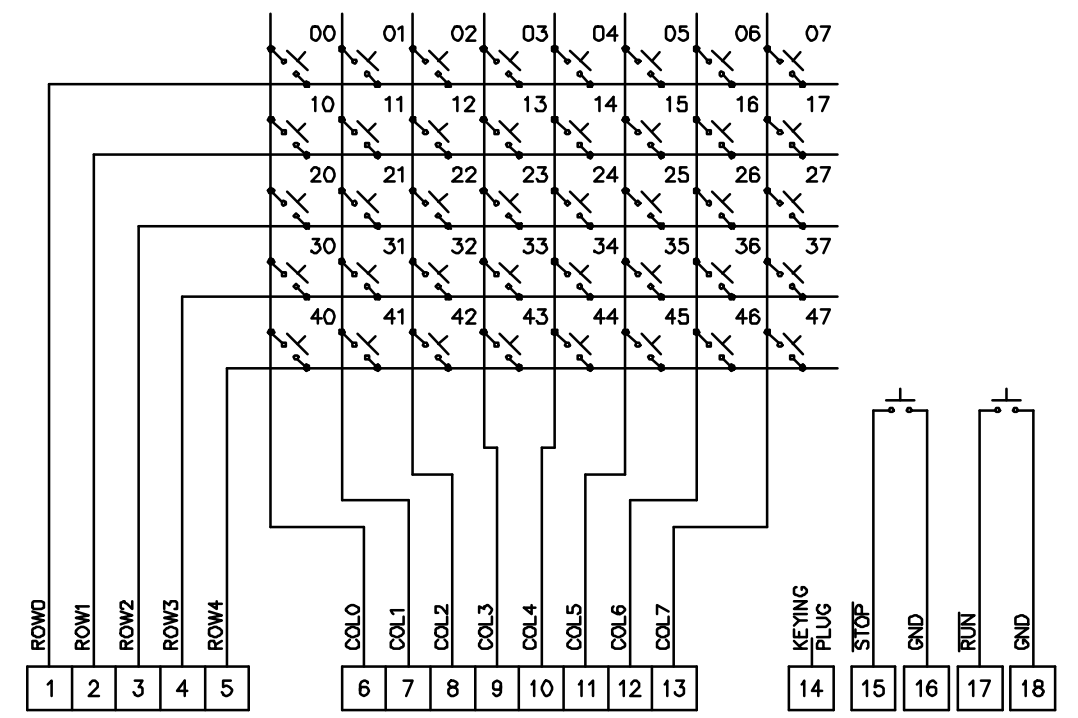 00 01 02 03 04 05 06 07
10 11 12 13 14 15 16 17
20 21 22 23 24 25 26 27
30 31 32 33 34 35 36 37
40 41 42 43 44 45 46 47
ROW0
ROW1
ROW2
ROW3
ROW4
COL0
COL1
COL2
COL3
COL4
COL5
COL6
COL7
KEYING
PLUG
STOP
GND
RUN
GND
1 2 3 4 5 6 7 8 9 10 11 12 13 14 15 16 17 18